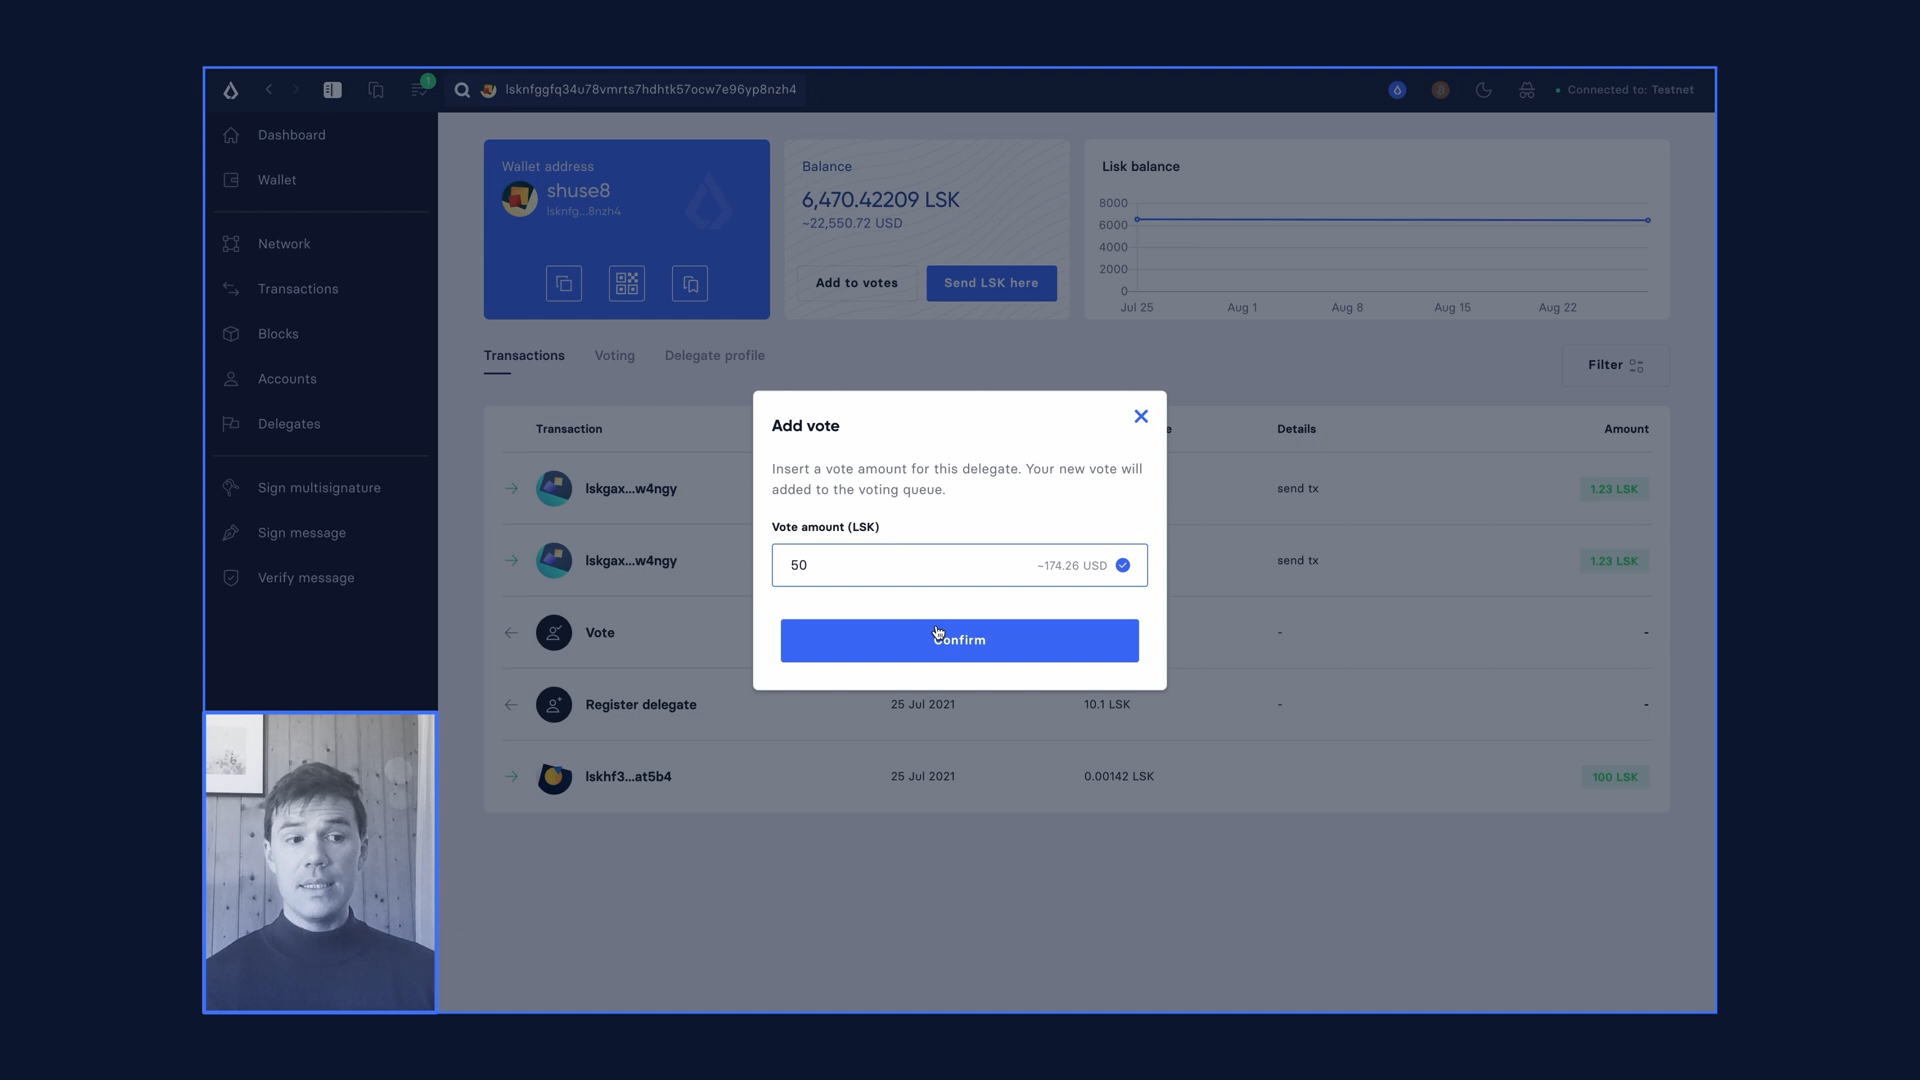 1
lsknfggfq34u78vmrts7hdhtk57ocw7e96yp8nzh4
Connected to: Testnet
Dashboard
Wallet
Network
Transactions
Blocks
Accounts
Delegates
Sign multisignature
Sign message
Verify message
Wallet address
shuse8
lsknfg...8nzh4
Balance
6,470.42209 LSK
~22,550.72 USD
Add to votes
Send LSK here
Lisk balance
8000
6000
4000
2000
0
Jul 25 Aug 1 Aug 8 Aug 15 Aug 22
Transactions Voting Delegate profile
Filter
Transaction Details Amount
lskgax...w4ngy send tx 1.23 LSK
lskgax...w4ngy send tx 1.23 LSK
Vote - -
Register delegate 25 Jul 2021 10.1 LSK - -
lskhf3...at5b4 25 Jul 2021 0.00142 LSK 100 LSK
Add vote
Insert a vote amount for this delegate. Your new vote will
added to the voting queue.
Vote amount (LSK)
50 ~174.26 USD
Confirm